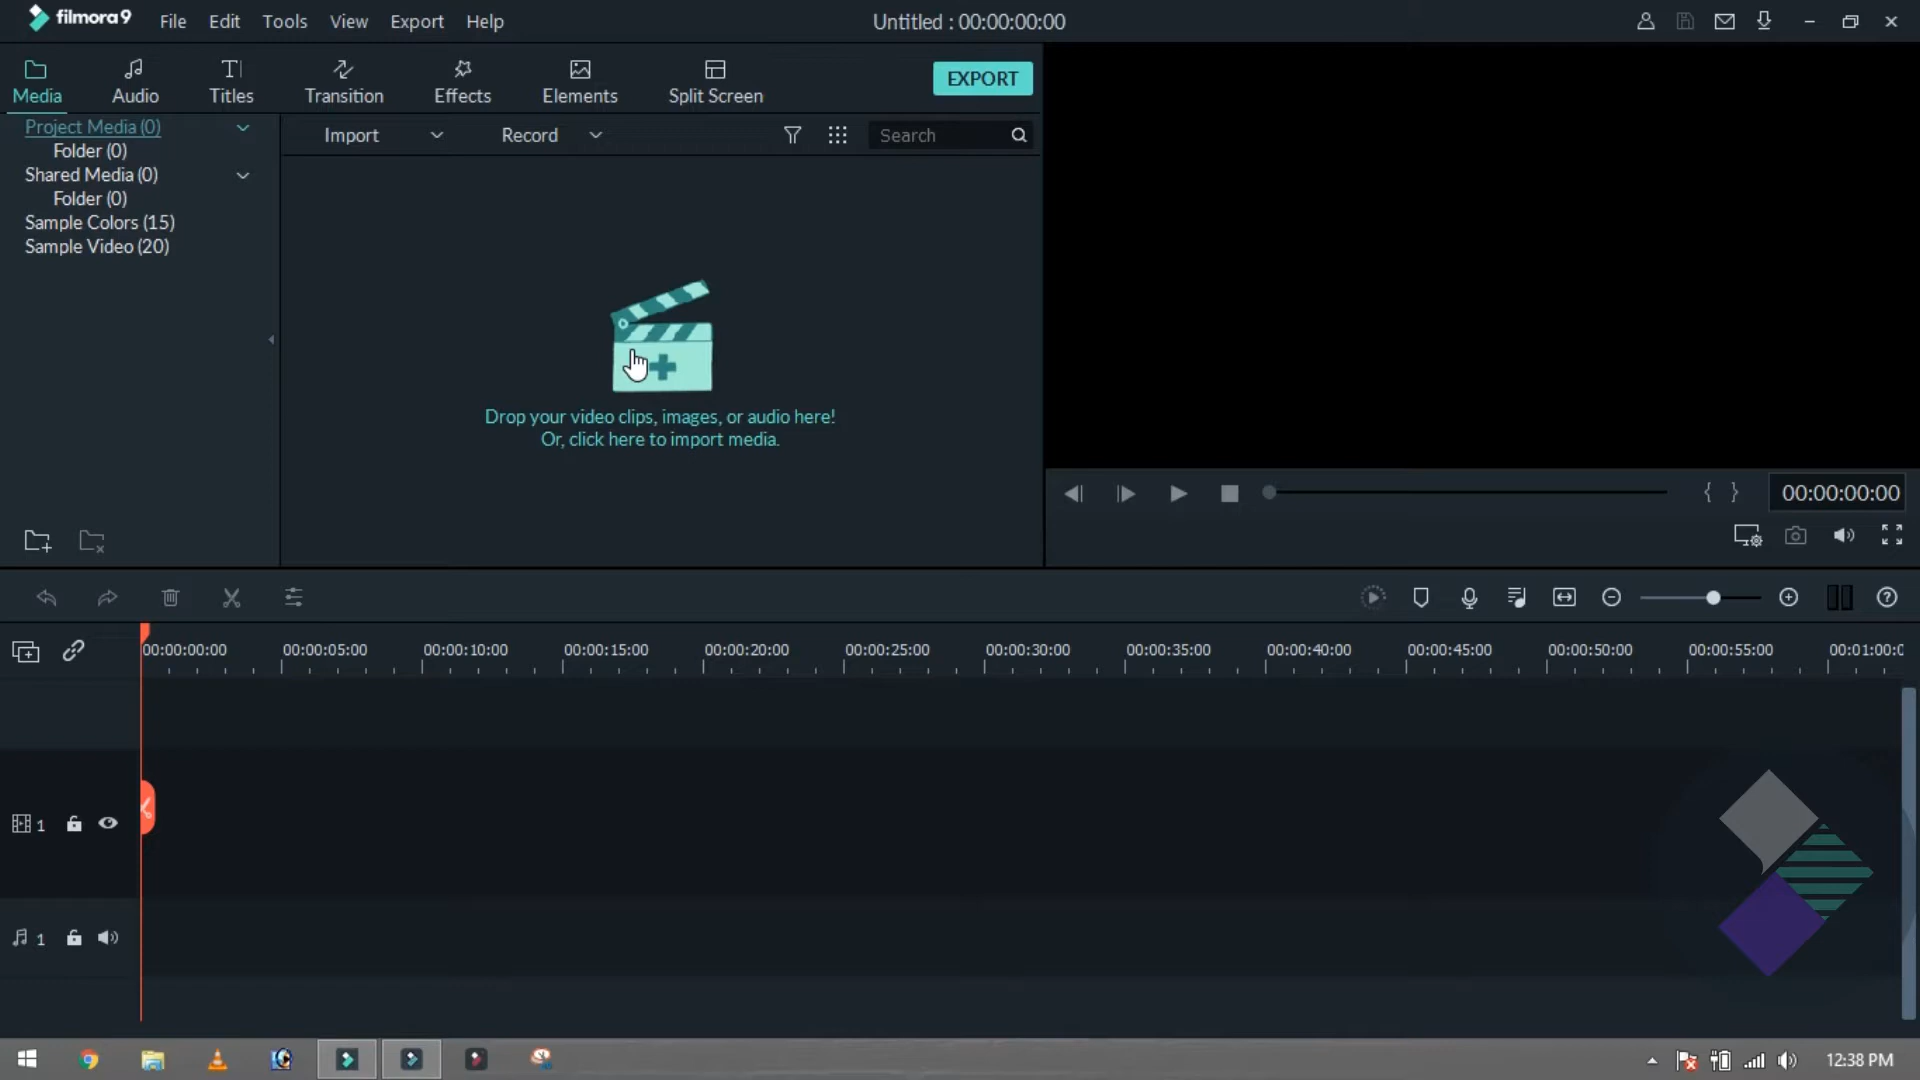 filmora9 File Edit Tools View Export Help Untitled : 00:00:00:00
Media Audio Titles Transition Effects Elements Split Screen EXPORT
Project Media (0)
Folder (0)
Shared Media (0)
Folder (0)
Sample Colors (15)
Sample Video (20)
Import Record Search
Drop your video clips, images, or audio here!
Or, click here to import media.
00:00:00:00
00:00:00:00 00:00:05:00 00:00:10:00 00:00:15:00 00:00:20:00 00:00:25:00 00:00:30:00 00:00:35:00 00:00:40:00 00:00:45:00 00:00:50:00 00:00:55:00 00:01:00:0
1
1
12:38 PM